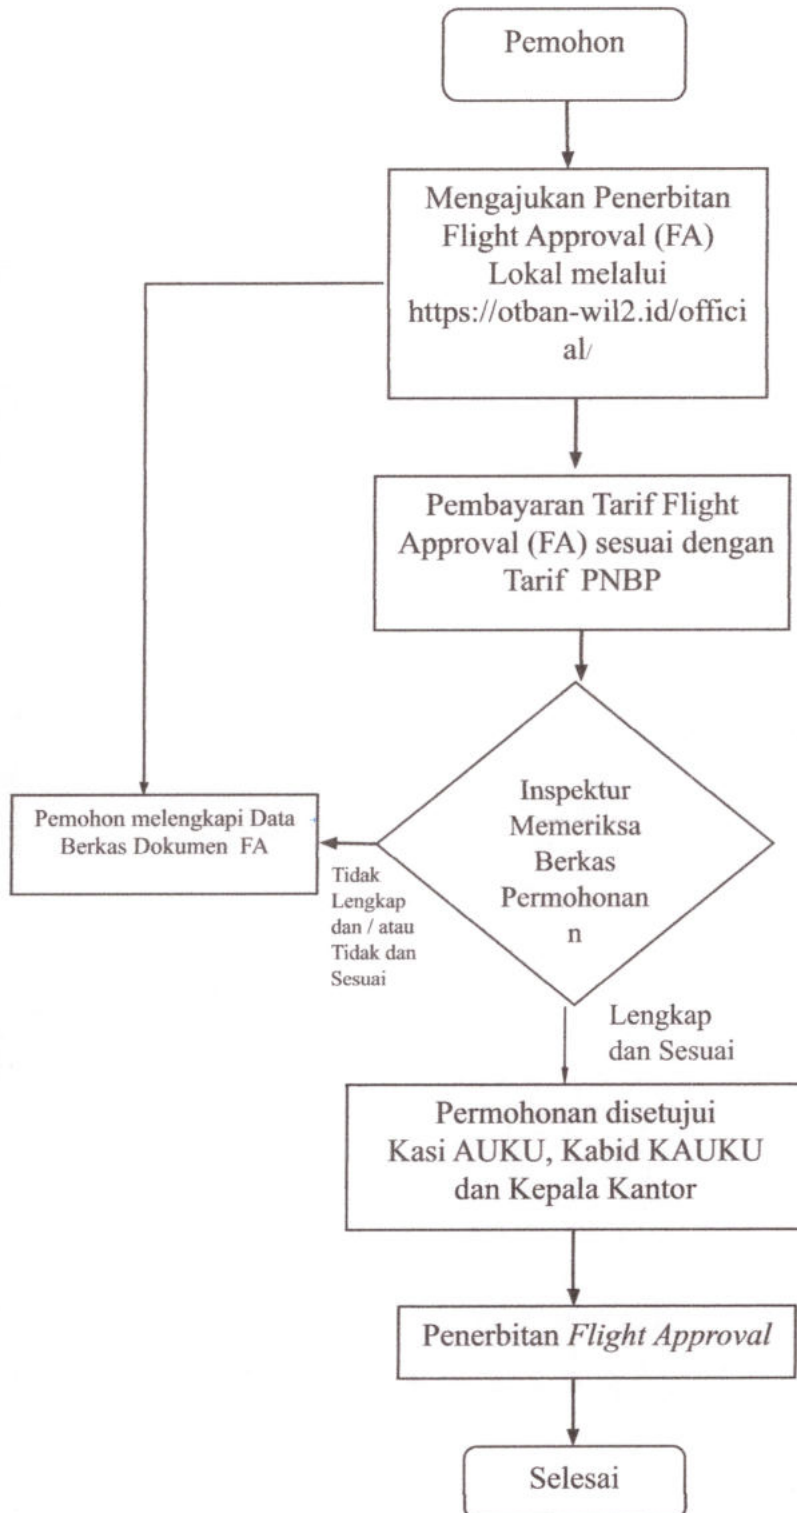 Pemohon
Mengajukan Penerbitan
Flight Approval (FA)
Lokal melalui
https://otban-wil2.id/offici
al/
Pembayaran Tarif Flight
Approval (FA) sesuai dengan
Tarif PNBP
Inspektur
Memeriksa
Berkas
Permohonan
n
Pemohon melengkapi Data
Berkas Dokumen FA
Tidak
Lengkap
dan / atau
Tidak dan
Sesuai
Lengkap
dan Sesuai
Permohonan disetujui
Kasi AUKU, Kabid KAUKU
dan Kepala Kantor
Penerbitan Flight Approval
Selesai